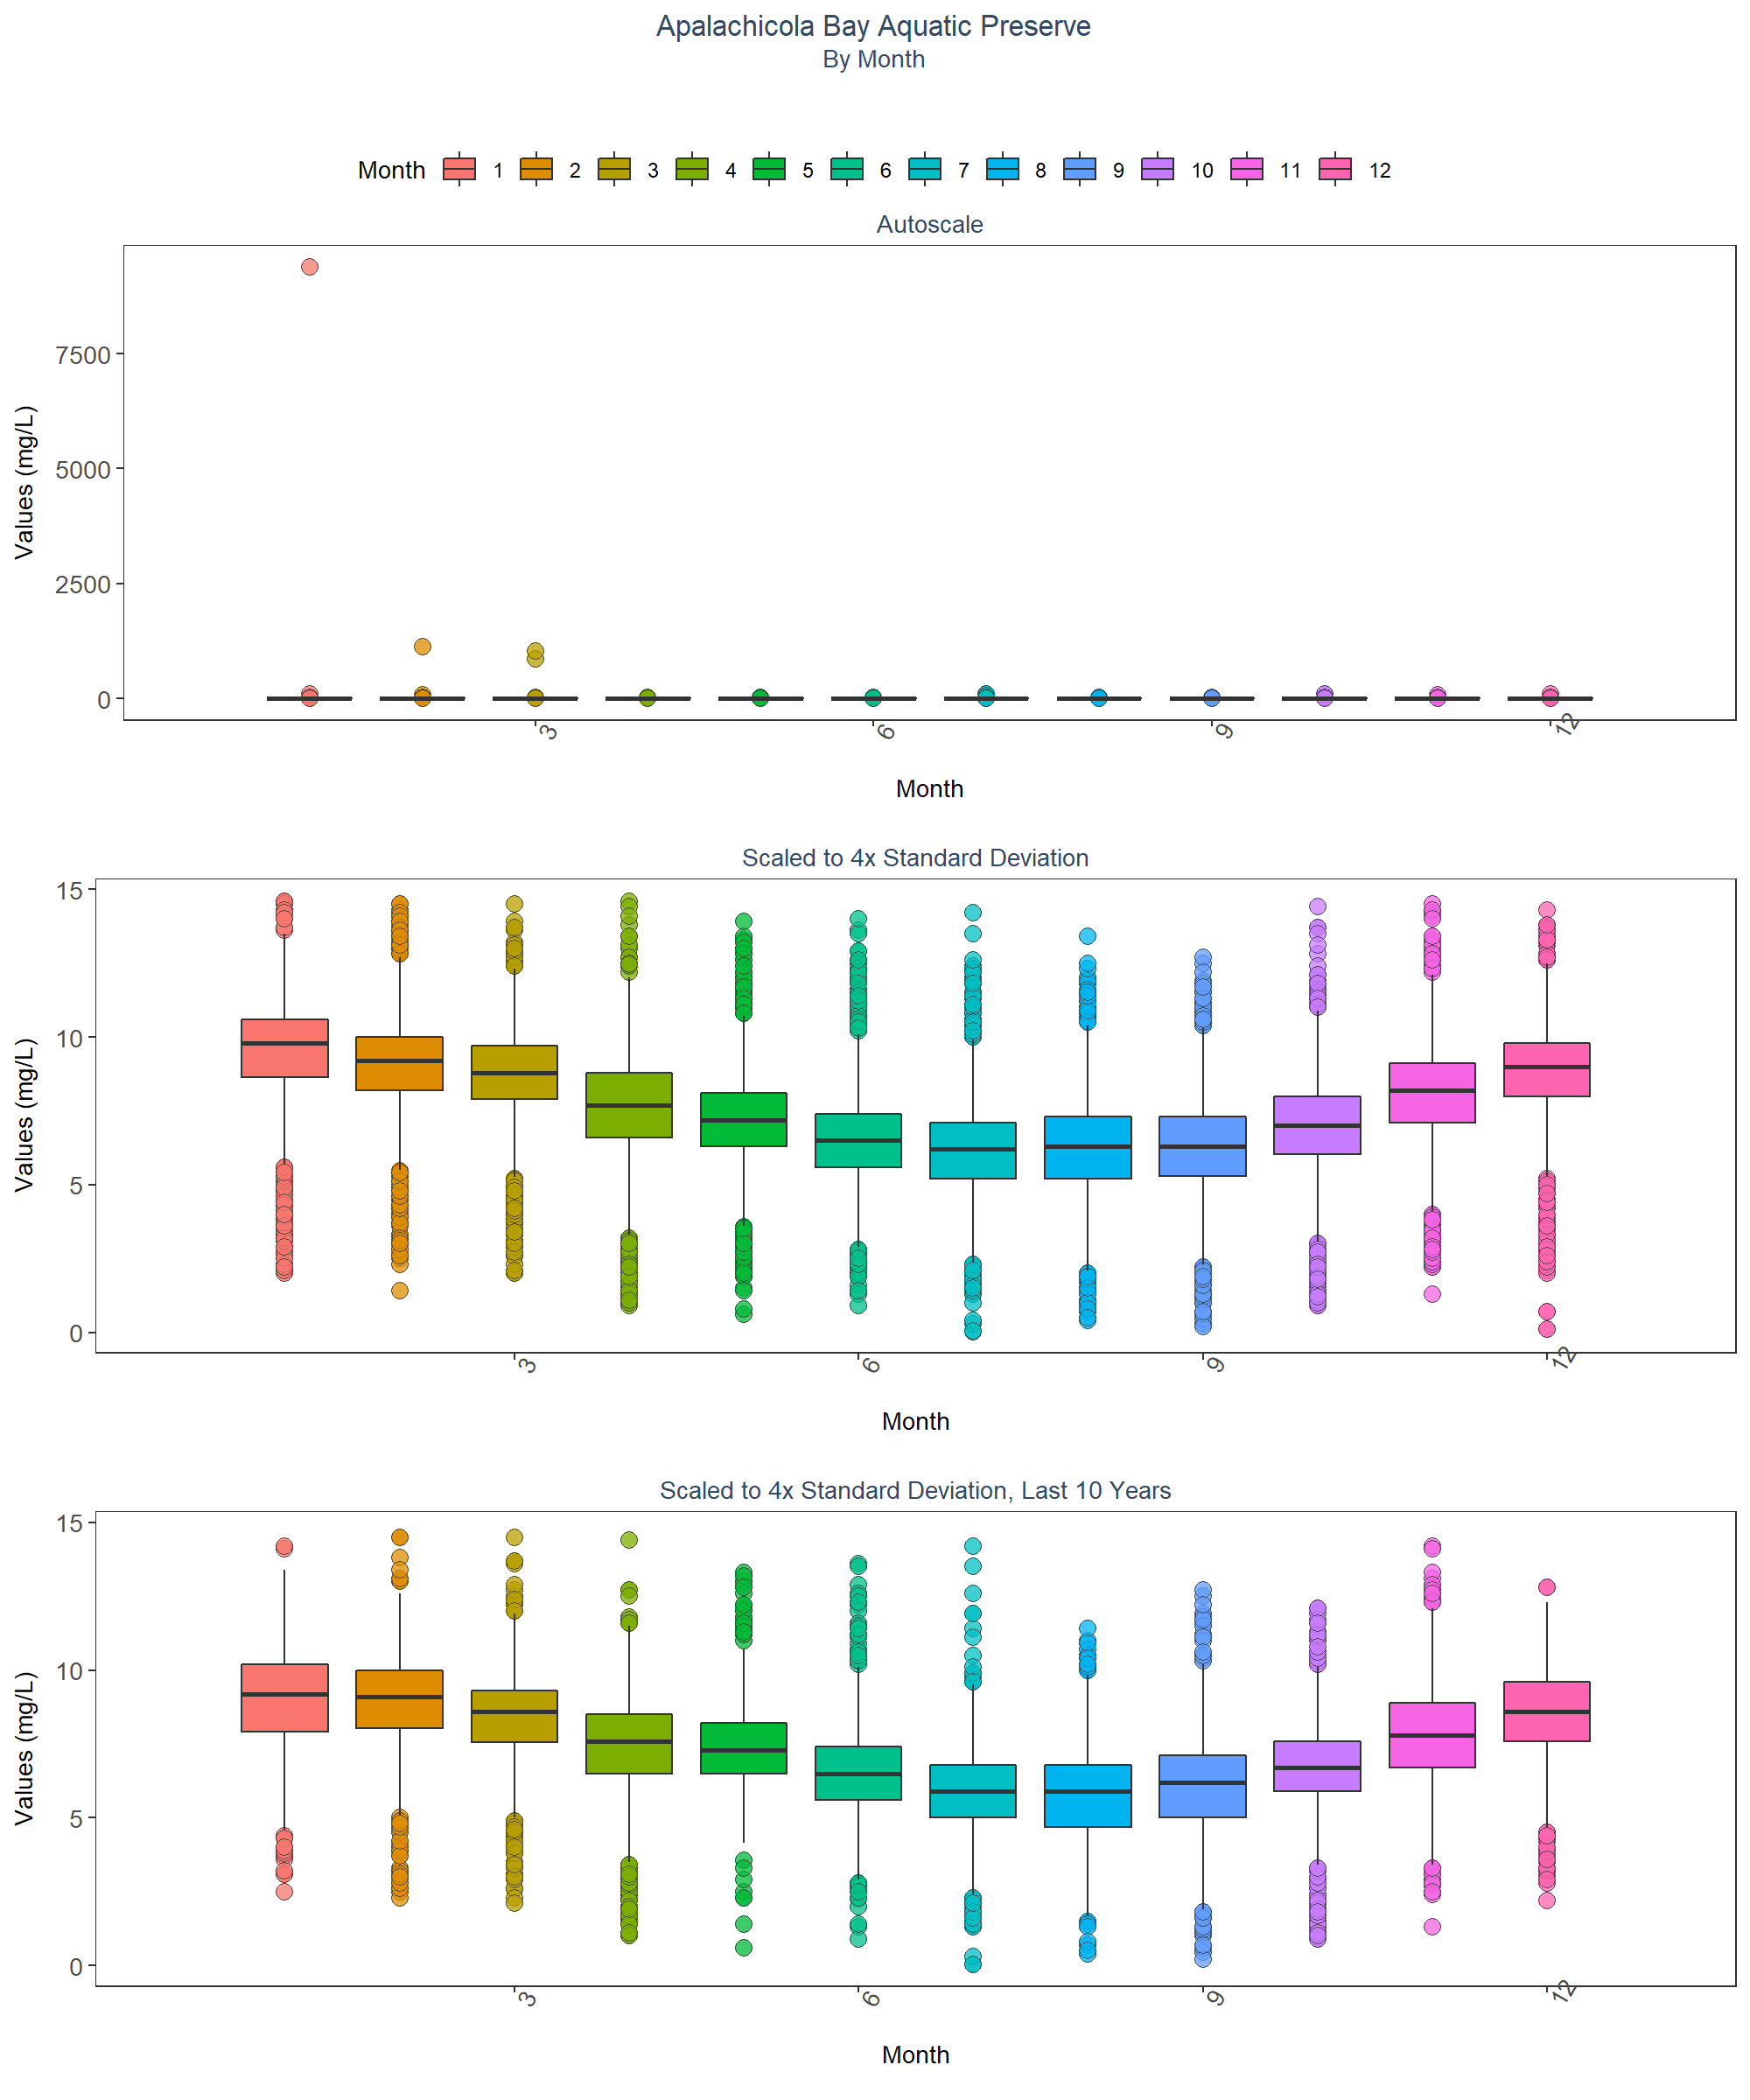 Apalachicola Bay Aquatic Preserve
By Month
Month 1 2 3 4 5 6 7 8 9 10 11 12
Autoscale
Values (mg/L)
7500
5000
2500
0
3 6 9 12
Month
Scaled to 4x Standard Deviation
Values (mg/L)
15
10
5
0
3 6 9 12
Month
Scaled to 4x Standard Deviation, Last 10 Years
Values (mg/L)
15
10
5
0
3 6 9 12
Month